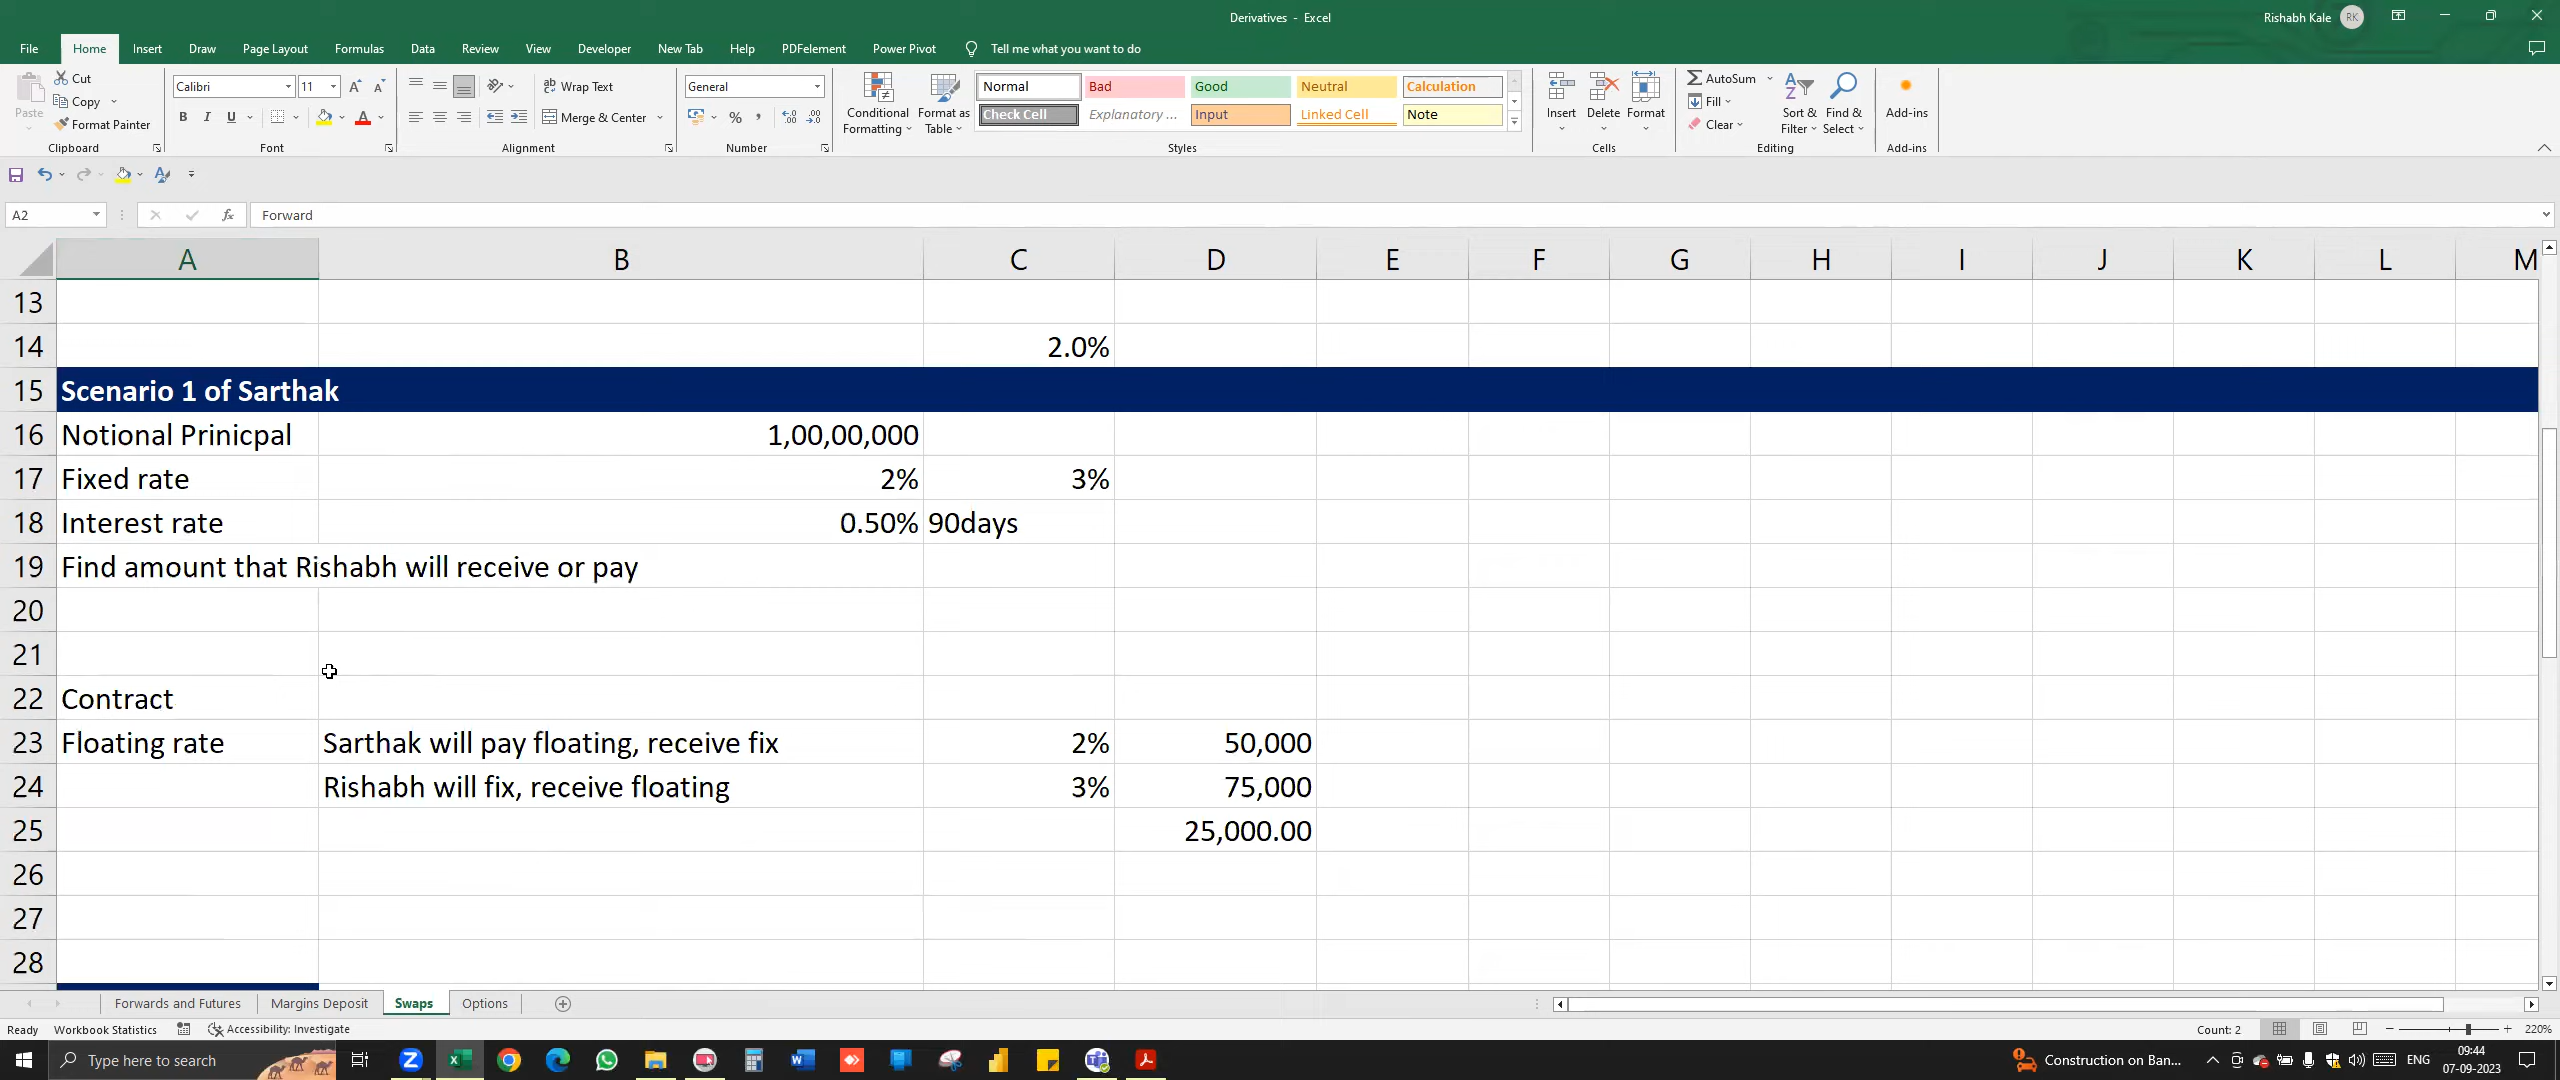 Derivatives - Excel
Rishabh Kale RK
File Home Insert Draw Page Layout Formulas Data Review View Developer New Tab Help PDFelement Power Pivot Tell me what you want to do
Paste
Cut
Copy
Format Painter
Clipboard
Calibri 11
B I U
Font
Wrap Text
Merge & Center
Alignment
General
Number
Conditional Formatting
Format as Table
Normal Bad Good Neutral Calculation
Check Cell Explanatory ... Input Linked Cell Note
Styles
Insert Delete Format
Cells
AutoSum
Fill
Clear
Sort & Filter
Find & Select
Editing
Add-ins
Add-ins
A2 fx Forward
A B C D E F G H I J K L M
13
14 2.0%
15 Scenario 1 of Sarthak
16 Notional Prinicpal 1,00,00,000
17 Fixed rate 2% 3%
18 Interest rate 0.50% 90days
19 Find amount that Rishabh will receive or pay
20
21
22 Contract
23 Floating rate Sarthak will pay floating, receive fix 2% 50,000
24 Rishabh will fix, receive floating 3% 75,000
25 25,000.00
26
27
28
Forwards and Futures Margins Deposit Swaps Options
Ready Workbook Statistics Accessibility: Investigate Count: 2 220%
Type here to search Construction on Ban... ENG 09:44
07-09-2023